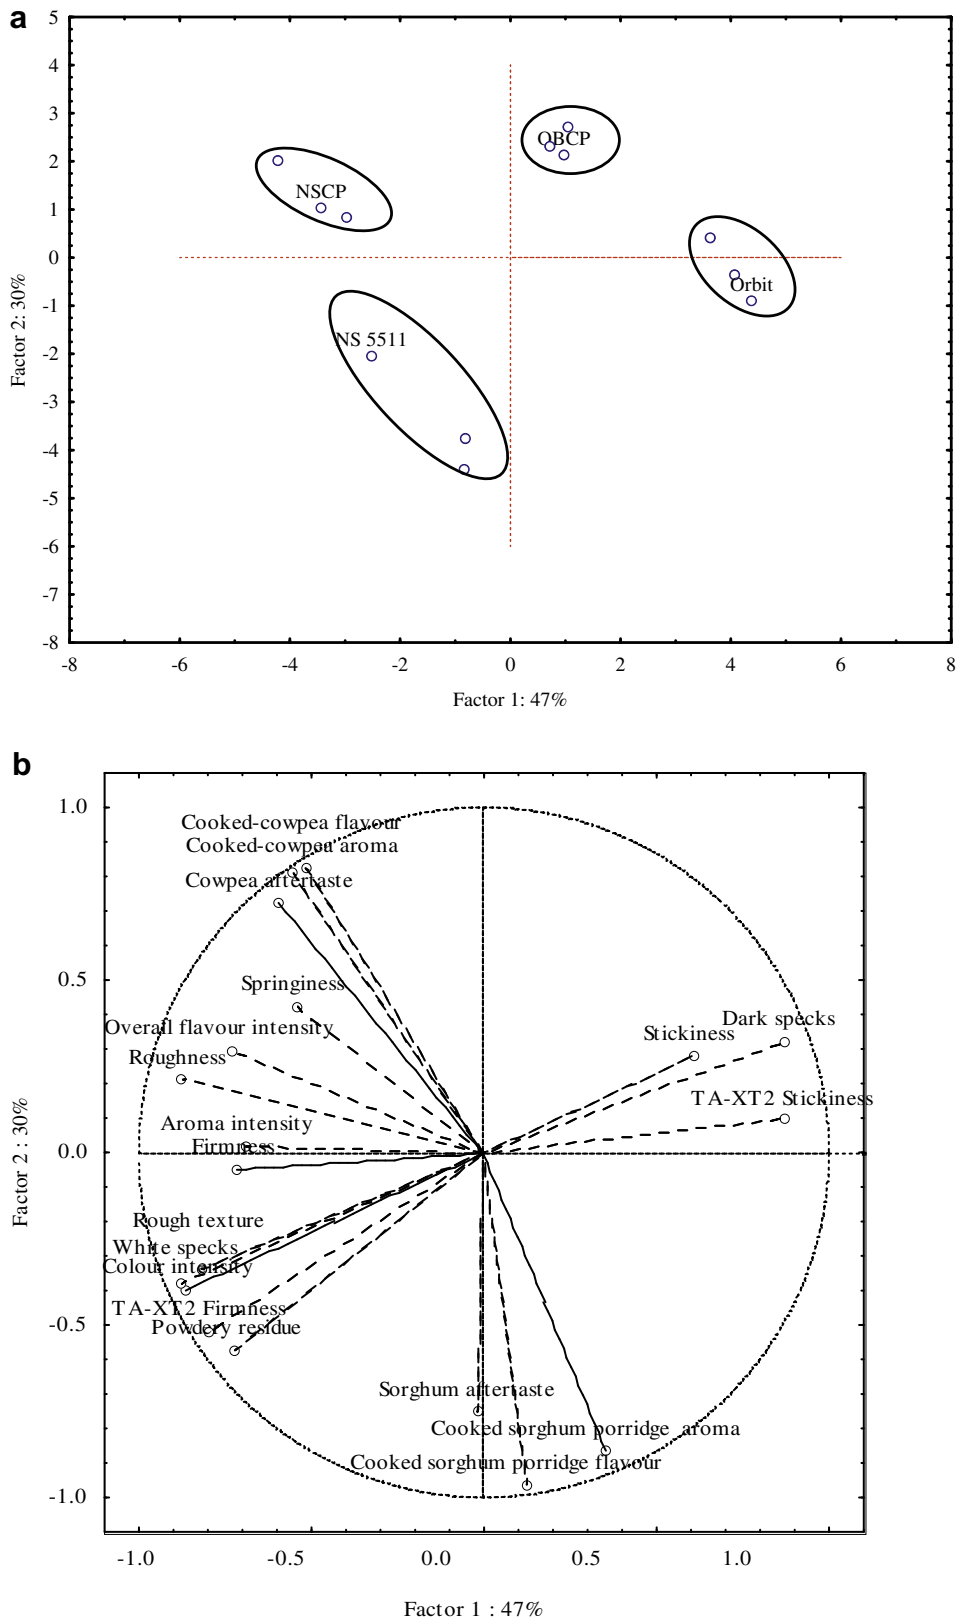 a
5
4
3
2
1
0
-1
-2
-3
-4
-5
-6
-7
-8
Factor 2: 30%
OBCP
NSCP
Orbit
NS 5511
-8 -6 -4 -2 0 2 4 6 8
Factor 1: 47%
b
1.0
0.5
0.0
-0.5
-1.0
Factor 2 : 30%
Cooked-cowpea flavour
Cooked-cowpea aroma
Cowpea aftertaste
Springiness
Overall flavour intensity
Roughness
Dark specks
Stickiness
TA-XT2 Stickiness
Aroma intensity
Firmness
Rough texture
White specks
Colour intensity
TA-XT2 Firmness
Powdery residue
Sorghum aftertaste
Cooked sorghum porridge aroma
Cooked sorghum porridge flavour
-1.0 -0.5 0.0 0.5 1.0
Factor 1 : 47%